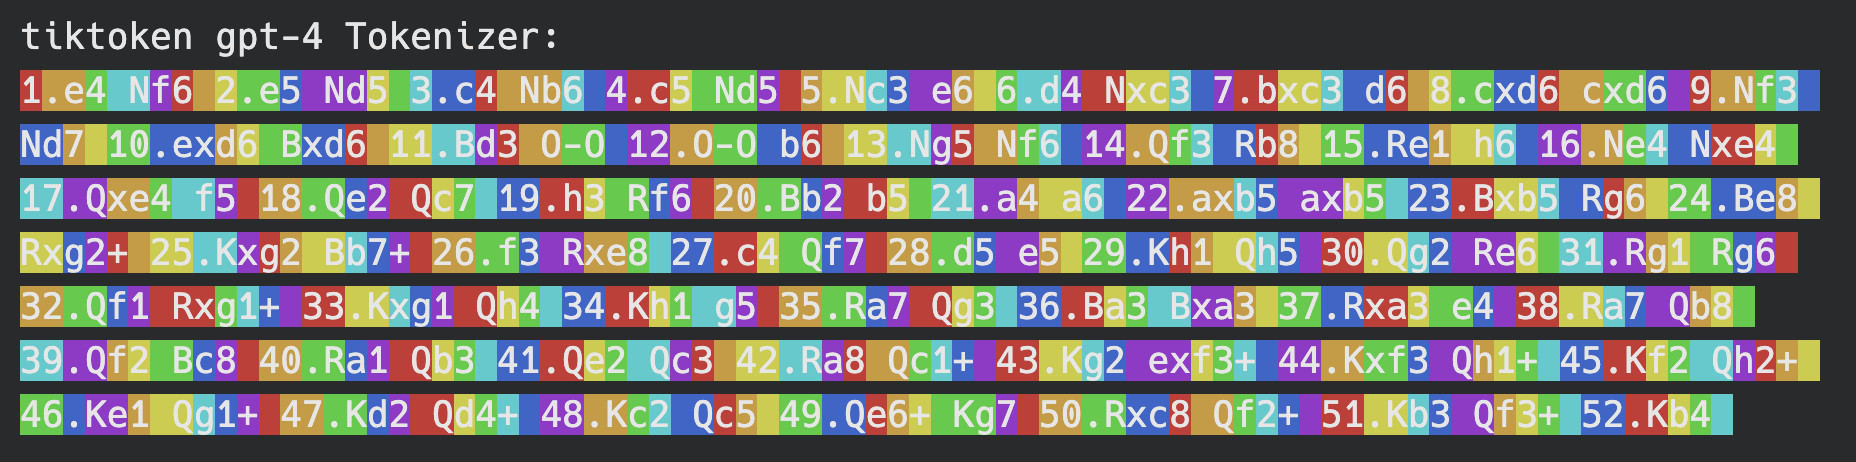 tiktoken gpt-4 Tokenizer:
1.e4 Nf6 2.e5 Nd5 3.c4 Nb6 4.c5 Nd5 5.Nc3 e6 6.d4 Nxc3 7.bxc3 d6 8.cxd6 cxd6 9.Nf3
Nd7 10.exd6 Bxd6 11.Bd3 O-O 12.O-O b6 13.Ng5 Nf6 14.Qf3 Rb8 15.Re1 h6 16.Ne4 Nxe4
17.Qxe4 f5 18.Qe2 Qc7 19.h3 Rf6 20.Bb2 b5 21.a4 a6 22.axb5 axb5 23.Bxb5 Rg6 24.Be8
Rxg2+ 25.Kxg2 Bb7+ 26.f3 Rxe8 27.c4 Qf7 28.d5 e5 29.Kh1 Qh5 30.Qg2 Re6 31.Rg1 Rg6
32.Qf1 Rxg1+ 33.Kxg1 Qh4 34.Kh1 g5 35.Ra7 Qg3 36.Ba3 Bxa3 37.Rxa3 e4 38.Ra7 Qb8
39.Qf2 Bc8 40.Ra1 Qb3 41.Qe2 Qc3 42.Ra8 Qc1+ 43.Kg2 exf3+ 44.Kxf3 Qh1+ 45.Kf2 Qh2+
46.Ke1 Qg1+ 47.Kd2 Qd4+ 48.Kc2 Qc5 49.Qe6+ Kg7 50.Rxc8 Qf2+ 51.Kb3 Qf3+ 52.Kb4